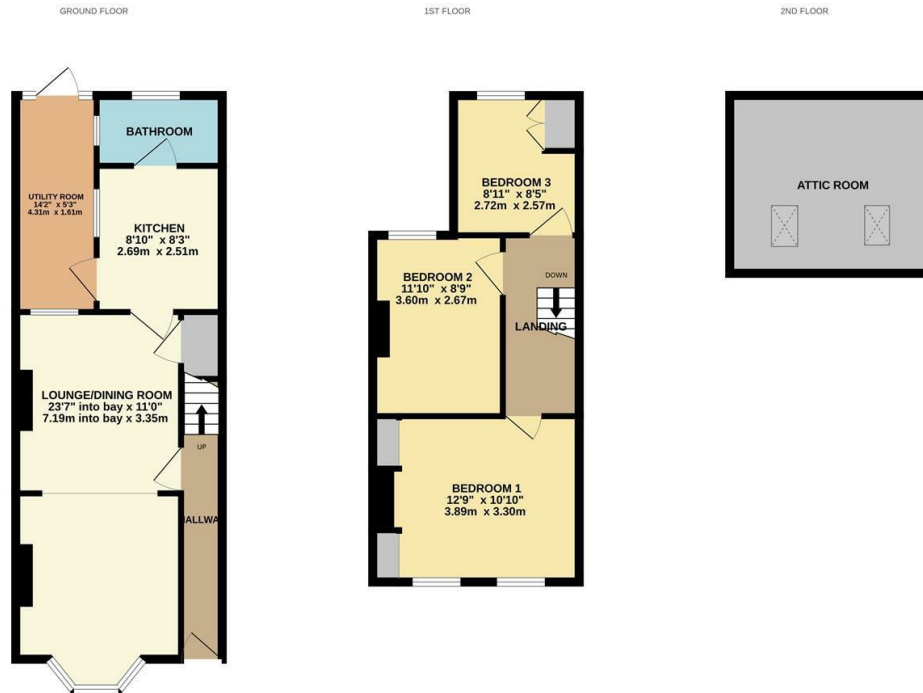 GROUND FLOOR
BATHROOM
UTILITY ROOM
14'2" x 5'3"
4.31m x 1.61m
KITCHEN
8'10" x 8'3"
2.69m x 2.51m
LOUNGE/DINING ROOM
23'7" into bay x 11'0"
7.19m into bay x 3.35m
UP
HALLWA
1ST FLOOR
BEDROOM 3
8'11" x 8'5"
2.72m x 2.57m
BEDROOM 2
11'10" x 8'9"
3.60m x 2.67m
DOWN
LANDING
BEDROOM 1
12'9" x 10'10"
3.89m x 3.30m
2ND FLOOR
ATTIC ROOM